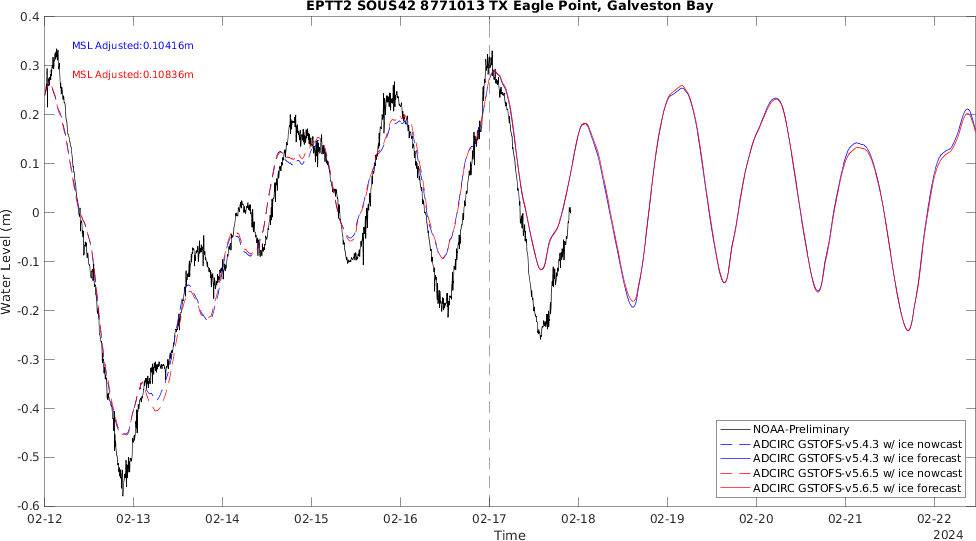 EPTT2 SOUS42 8771013 TX Eagle Point, Galveston Bay
MSL Adjusted:0.10416m
MSL Adjusted:0.10836m
0.4
0.3
0.2
0.1
0
-0.1
-0.2
-0.3
-0.4
-0.5
-0.6
Water Level (m)
NOAA-Preliminary
ADCIRC GSTOFS-v5.4.3 w/ ice nowcast
ADCIRC GSTOFS-v5.4.3 w/ ice forecast
ADCIRC GSTOFS-v5.6.5 w/ ice nowcast
ADCIRC GSTOFS-v5.6.5 w/ ice forecast
02-12 02-13 02-14 02-15 02-16 02-17 02-18 02-19 02-20 02-21 02-22
Time
2024